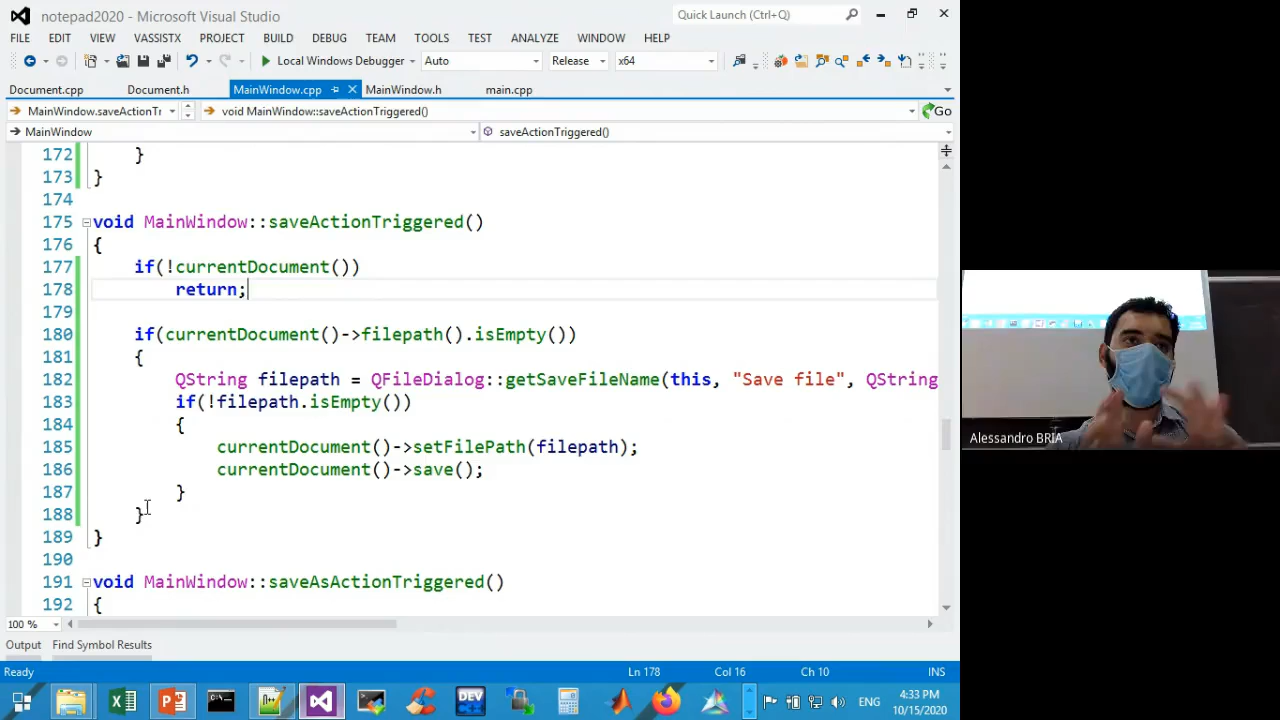 notepad2020 - Microsoft Visual Studio
Quick Launch (Ctrl+Q)
FILE EDIT VIEW VASSISTX PROJECT BUILD DEBUG TEAM TOOLS TEST ANALYZE WINDOW HELP
Local Windows Debugger Auto Release x64
Document.cpp Document.h MainWindow.cpp MainWindow.h main.cpp
MainWindow.saveActionTr void MainWindow::saveActionTriggered() Go
MainWindow saveActionTriggered()
172 }
173 }
174
175 void MainWindow::saveActionTriggered()
176 {
177 if(!currentDocument())
178 return;
179
180 if(currentDocument()->filepath().isEmpty())
181 {
182 QString filepath = QFileDialog::getSaveFileName(this, "Save file", QString
183 if(!filepath.isEmpty())
184 {
185 currentDocument()->setFilePath(filepath);
186 currentDocument()->save();
187 }
188 }
189 }
190
191 void MainWindow::saveAsActionTriggered()
192 {
100 %
Output Find Symbol Results
Ready Ln 178 Col 16 Ch 10 INS
DEV ENG 4:33 PM
10/15/2020
Alessandro BRIA